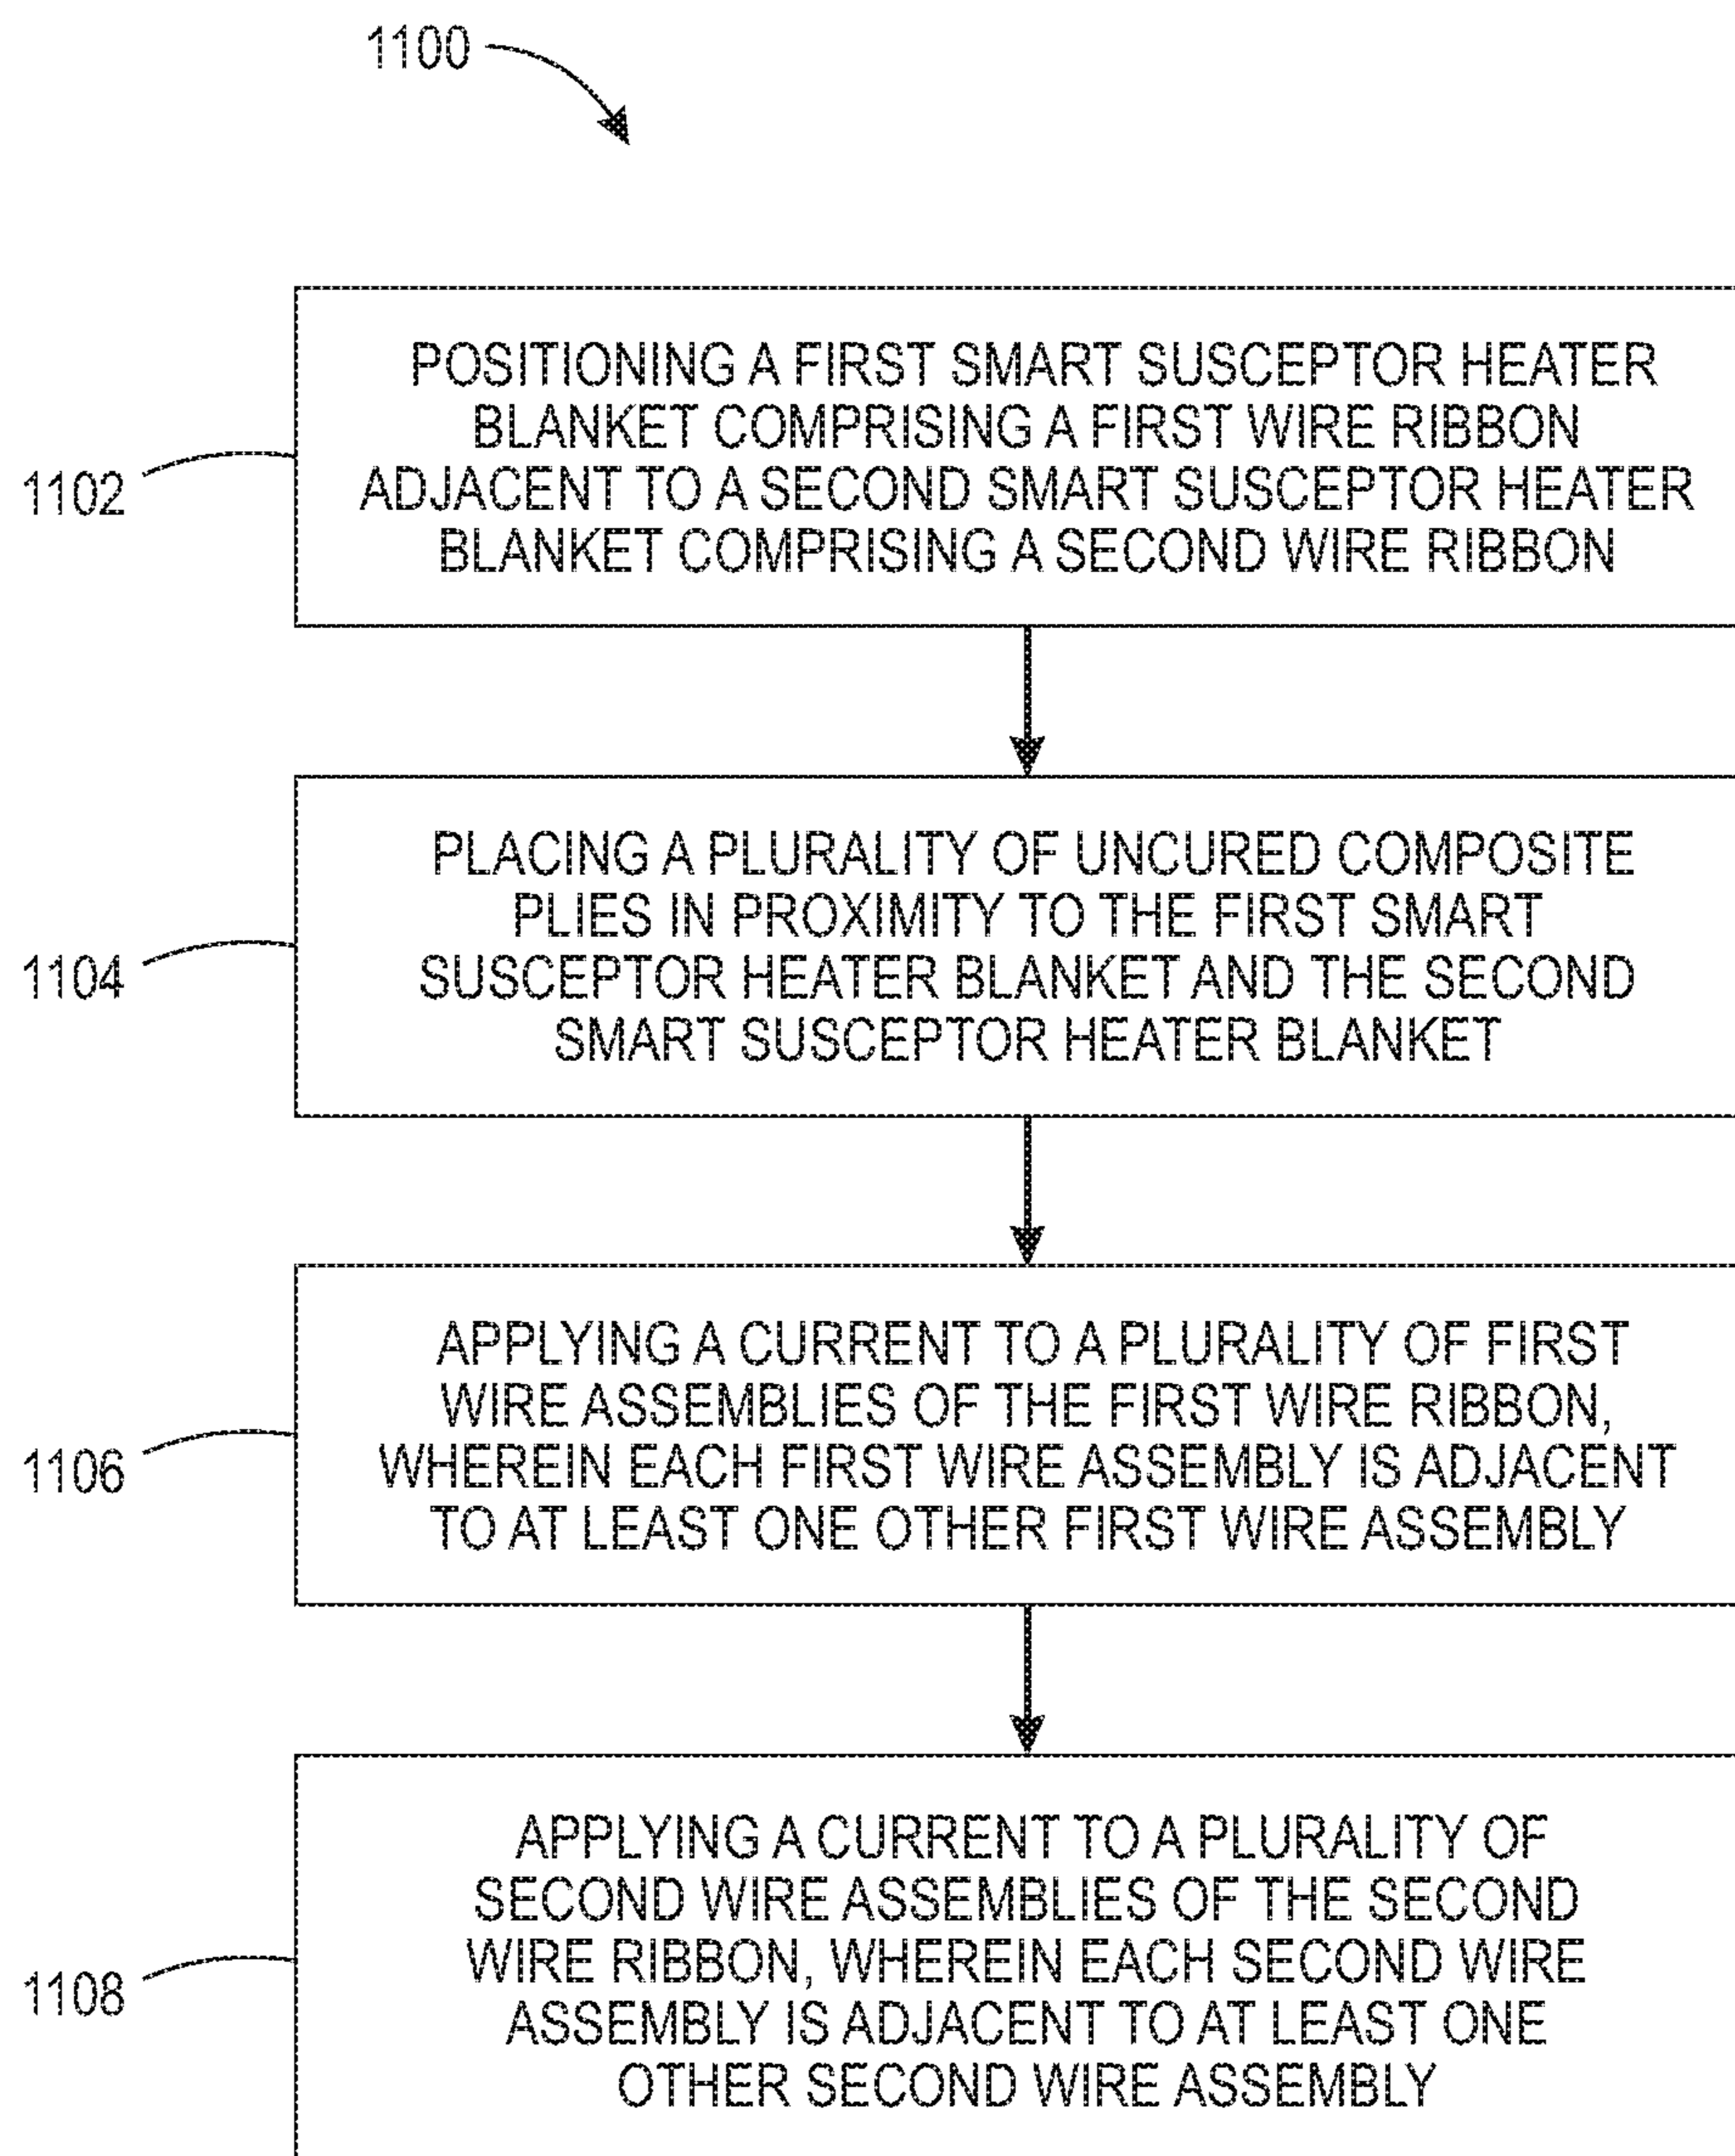 1100
POSITIONING A FIRST SMART SUSCEPTOR HEATER
BLANKET COMPRISING A FIRST WIRE RIBBON
ADJACENT TO A SECOND SMART SUSCEPTOR HEATER
BLANKET COMPRISING A SECOND WIRE RIBBON
1102
PLACING A PLURALITY OF UNCURED COMPOSITE
PLIES IN PROXIMITY TO THE FIRST SMART
SUSCEPTOR HEATER BLANKET AND THE SECOND
SMART SUSCEPTOR HEATER BLANKET
1104
APPLYING A CURRENT TO A PLURALITY OF FIRST
WIRE ASSEMBLIES OF THE FIRST WIRE RIBBON,
WHEREIN EACH FIRST WIRE ASSEMBLY IS ADJACENT
TO AT LEAST ONE OTHER FIRST WIRE ASSEMBLY
1106
APPLYING A CURRENT TO A PLURALITY OF
SECOND WIRE ASSEMBLIES OF THE SECOND
WIRE RIBBON, WHEREIN EACH SECOND WIRE
ASSEMBLY IS ADJACENT TO AT LEAST ONE
OTHER SECOND WIRE ASSEMBLY
1108